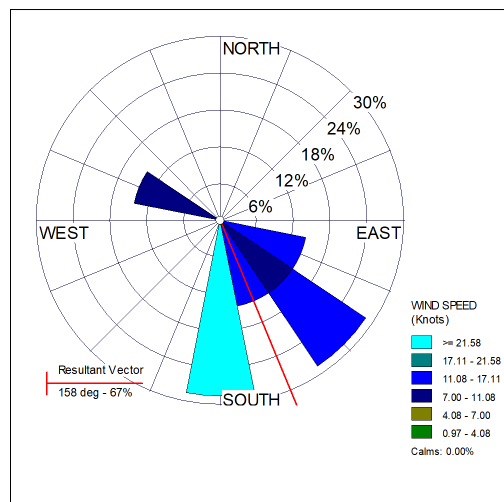 NORTH
30%
24%
18%
12%
6%
WEST
EAST
SOUTH
Resultant Vector
158 deg - 67%
WIND SPEED
(Knots)
>= 21.58
17.11 - 21.58
11.08 - 17.11
7.00 - 11.08
4.08 - 7.00
0.97 - 4.08
Calms: 0.00%